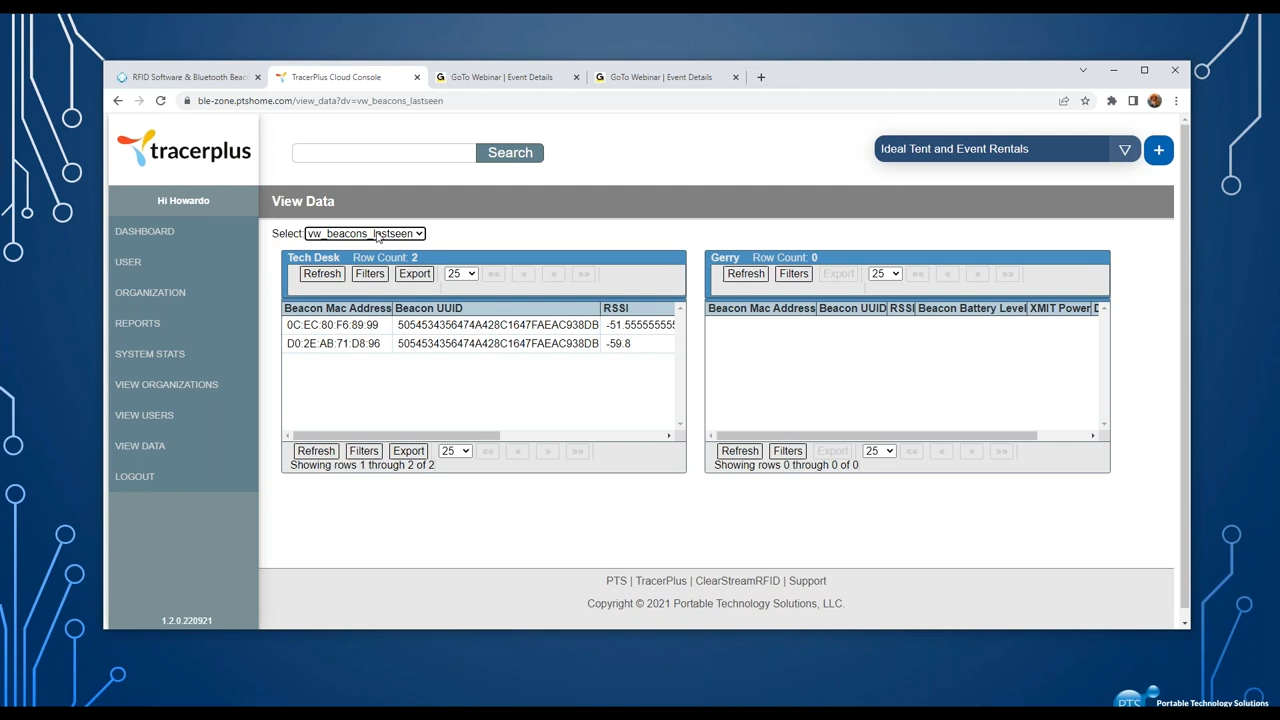 RFID Software & Bluetooth Beac
TracerPlus Cloud Console
GoTo Webinar | Event Details
GoTo Webinar | Event Details
ble-zone.ptshome.com/view_data?dv=vw_beacons_lastseen
tracerplus
Search
Ideal Tent and Event Rentals
Hi Howardo
View Data
DASHBOARD
USER
ORGANIZATION
REPORTS
SYSTEM STATS
VIEW ORGANIZATIONS
VIEW USERS
VIEW DATA
LOGOUT
1.2.0.220921
Select: vw_beacons_lastseen
Tech Desk Row Count: 2
Refresh Filters Export 25 «« « » »»
Beacon Mac Address Beacon UUID RSSI
0C:EC:80:F6:89:99 5054534356474A428C1647FAEAC938DB -51.555555555
D0:2E:AB:71:D8:96 5054534356474A428C1647FAEAC938DB -59.8
Refresh Filters Export 25 «« « » »»
Showing rows 1 through 2 of 2
Gerry Row Count: 0
Refresh Filters Export 25 «« « » »»
Beacon Mac Address Beacon UUID RSSI Beacon Battery Level XMIT Power D
Refresh Filters Export 25 «« « » »»
Showing rows 0 through 0 of 0
PTS | TracerPlus | ClearStreamRFID | Support
Copyright © 2021 Portable Technology Solutions, LLC.
PTS Portable Technology Solutions